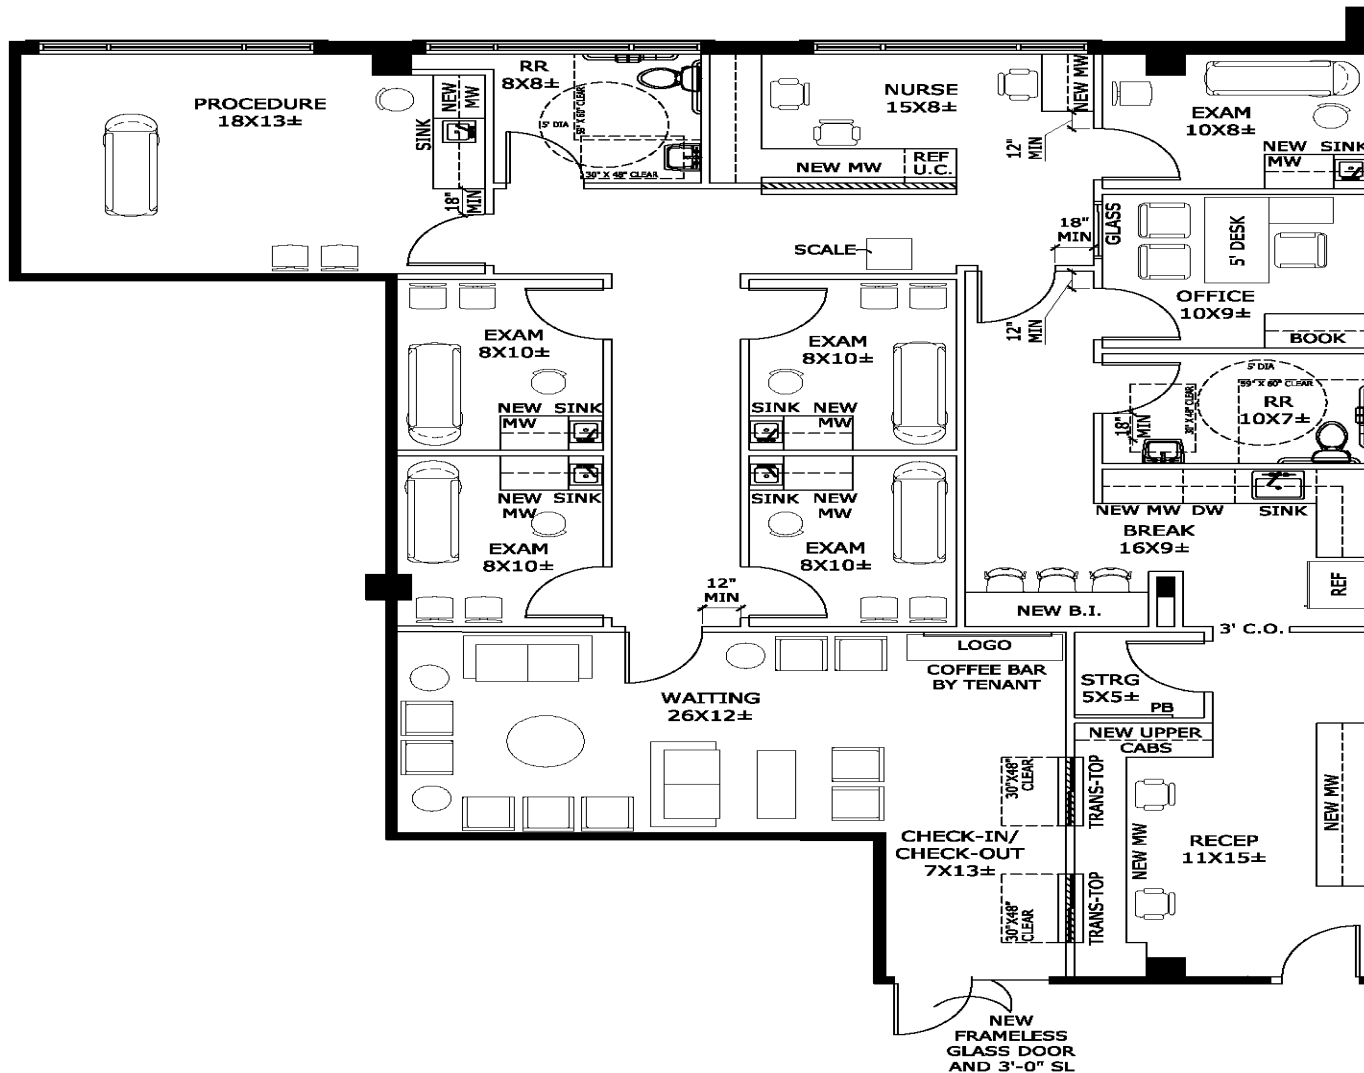 PROCEDURE
18X13±
SINK
NEW
MW
18"
MIN
RR
8X8±
5' DIA
30" X 48" CLEAR
NURSE
15X8±
NEW MW
REF
U.C.
NEW MW
12"
MIN
EXAM
10X8±
NEW SINK
MW
SCALE
18"
MIN
GLASS
5' DESK
OFFICE
10X9±
BOOK
12"
MIN
EXAM
8X10±
NEW SINK
MW
EXAM
8X10±
SINK NEW
MW
5' DIA
59" X 60" CLEAR
30" X 48" CLEAR
RR
10X7±
18"
MIN
NEW SINK
MW
EXAM
8X10±
SINK NEW
MW
EXAM
8X10±
NEW MW DW SINK
BREAK
16X9±
REF
NEW B.I.
3' C.O.
12"
MIN
WAITING
26X12±
LOGO
COFFEE BAR
BY TENANT
STRG
5X5±
PB
NEW UPPER
CABS
30"X48"
CLEAR
TRANS-TOP
NEW MW
NEW MW
RECEP
11X15±
CHECK-IN/
CHECK-OUT
7X13±
30"X48"
CLEAR
TRANS-TOP
NEW
FRAMELESS
GLASS DOOR
AND 3'-0" SL